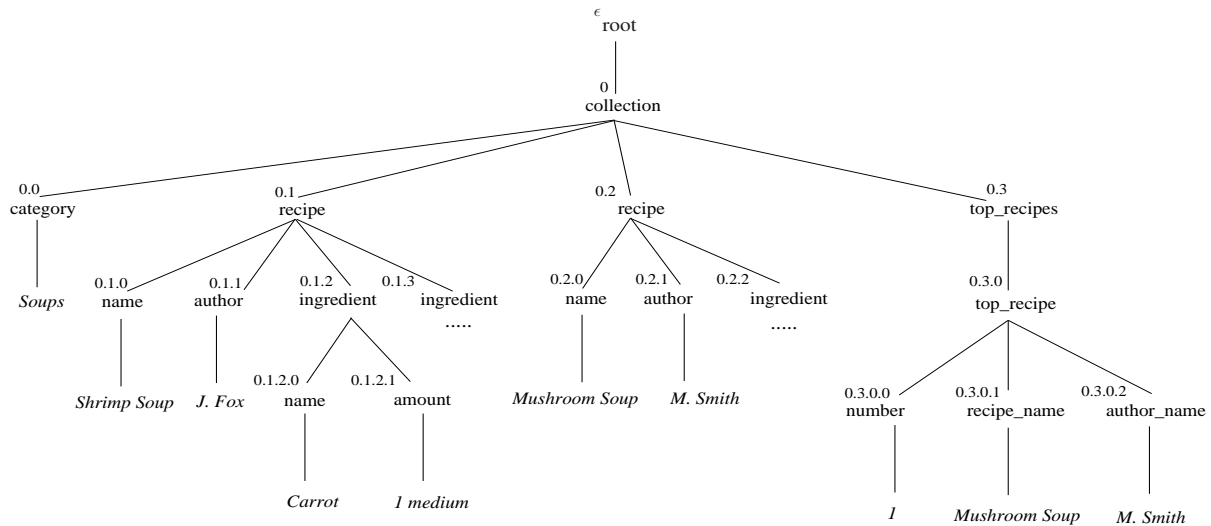 ϵ
root
0
collection
0.0 0.1 0.2 0.3
category recipe recipe top_recipes
0.1.0 0.1.1 0.1.2 0.1.3 0.2.0 0.2.1 0.2.2 0.3.0
Soups name author ingredient ingredient name author ingredient top_recipe
..... .....
0.1.2.0 0.1.2.1 0.3.0.0 0.3.0.1 0.3.0.2
Shrimp Soup J. Fox name amount Mushroom Soup M. Smith number recipe_name author_name
Carrot 1 medium 1 Mushroom Soup M. Smith